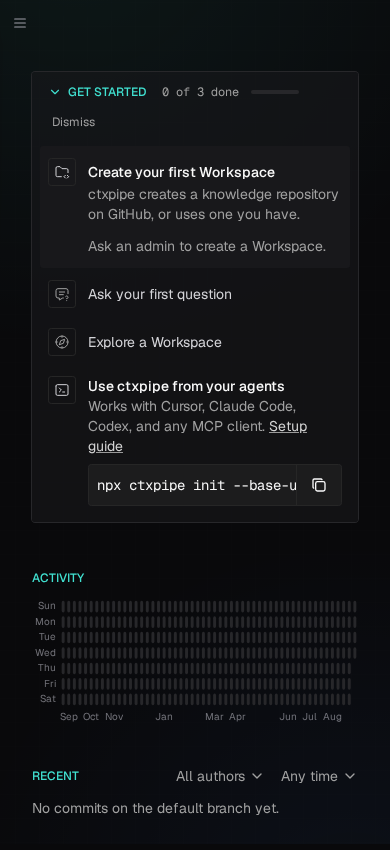 GET STARTED 0 of 3 done
Dismiss
Create your first Workspace
ctxpipe creates a knowledge repository
on GitHub, or uses one you have.
Ask an admin to create a Workspace.
Ask your first question
Explore a Workspace
Use ctxpipe from your agents
Works with Cursor, Claude Code,
Codex, and any MCP client. Setup
guide
npx ctxpipe init --base-u
ACTIVITY
Sun
Mon
Tue
Wed
Thu
Fri
Sat
Sep Oct Nov Jan Mar Apr Jun Jul Aug
RECENT All authors Any time
No commits on the default branch yet.